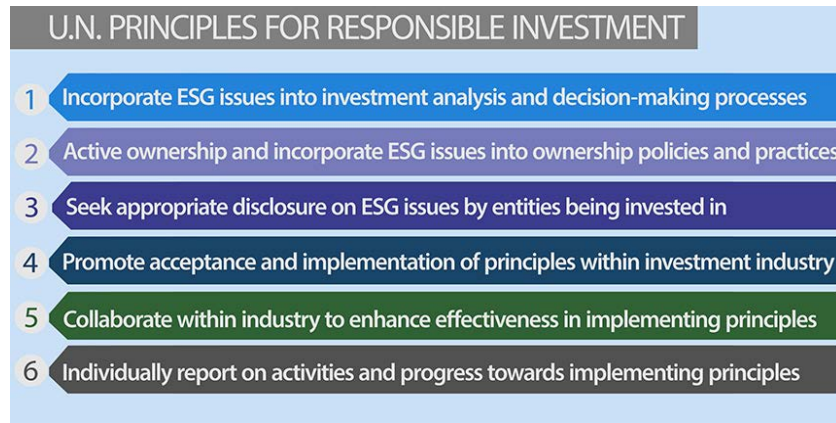 U.N. PRINCIPLES FOR RESPONSIBLE INVESTMENT
1 Incorporate ESG issues into investment analysis and decision-making processes
2 Active ownership and incorporate ESG issues into ownership policies and practices
3 Seek appropriate disclosure on ESG issues by entities being invested in
4 Promote acceptance and implementation of principles within investment industry
5 Collaborate within industry to enhance effectiveness in implementing principles
6 Individually report on activities and progress towards implementing principles